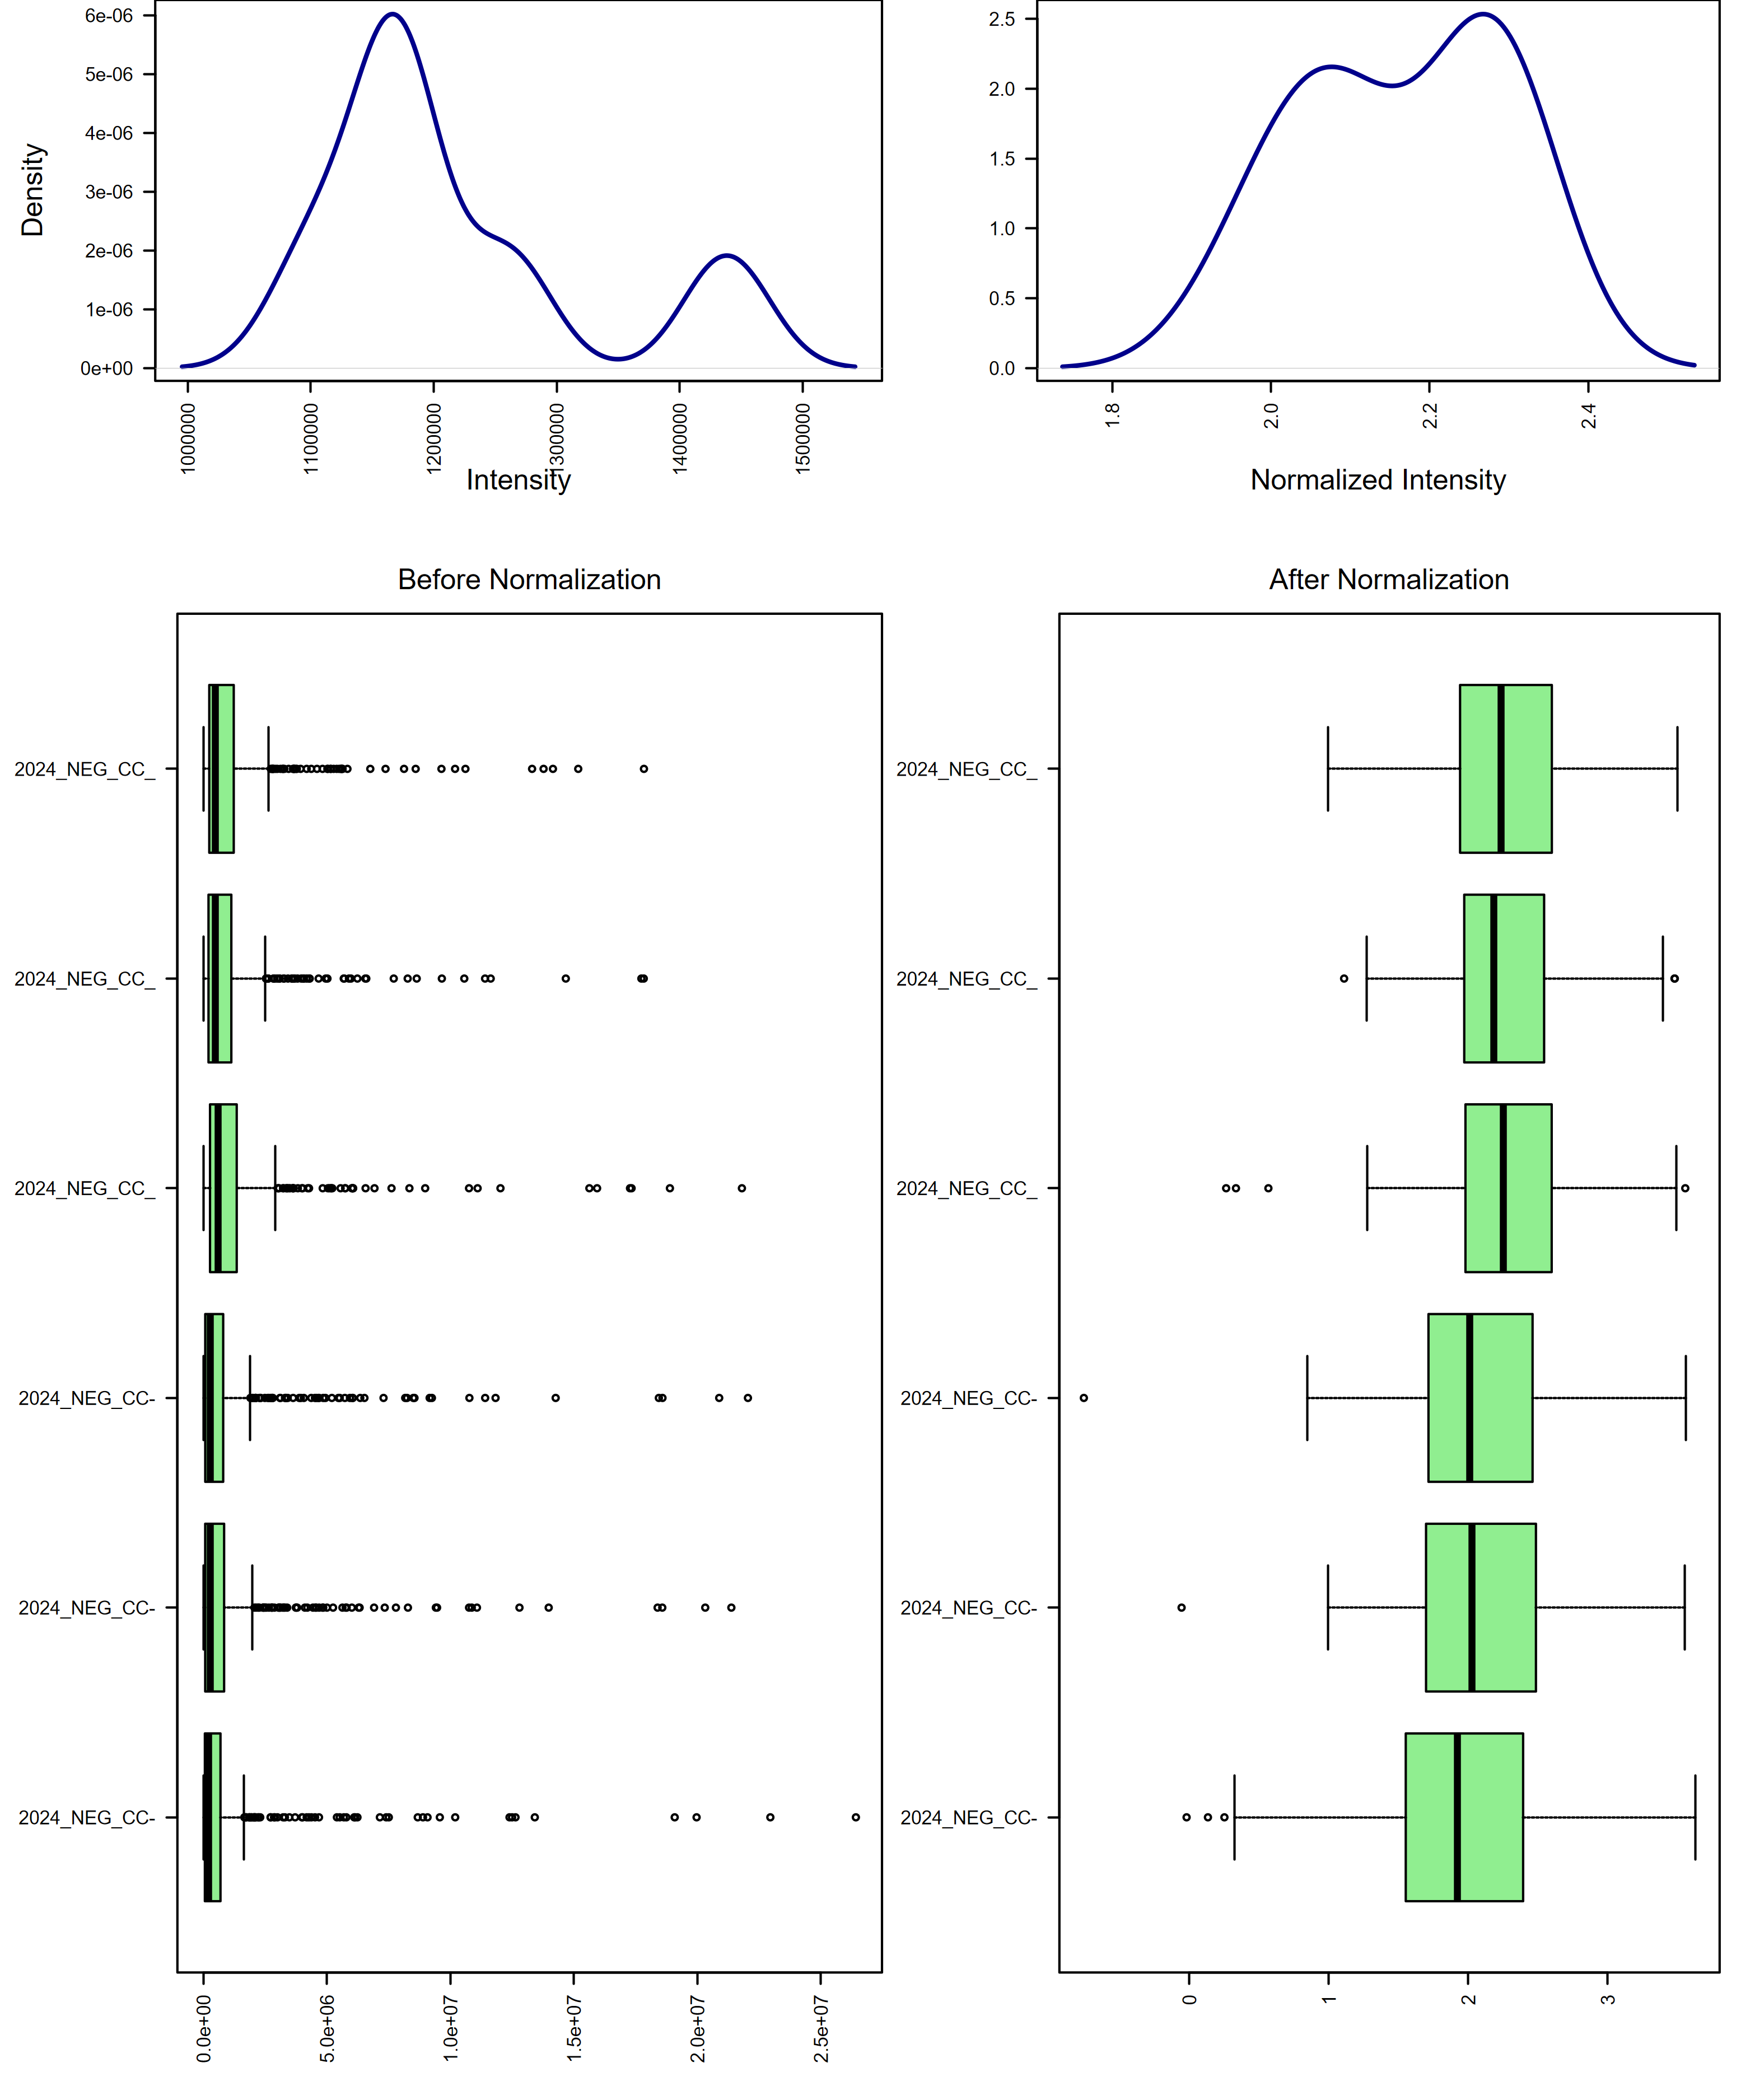 6e-06
5e-06
4e-06
3e-06
2e-06
1e-06
0e+00
Density
1000000
1100000
1200000
1300000
1400000
1500000
Intensity
2.5
2.0
1.5
1.0
0.5
0.0
1.8
2.0
2.2
2.4
Normalized Intensity
Before Normalization
2024_NEG_CC_
2024_NEG_CC_
2024_NEG_CC_
2024_NEG_CC-
2024_NEG_CC-
2024_NEG_CC-
0.0e+00
5.0e+06
1.0e+07
1.5e+07
2.0e+07
2.5e+07
After Normalization
2024_NEG_CC_
2024_NEG_CC_
2024_NEG_CC_
2024_NEG_CC-
2024_NEG_CC-
2024_NEG_CC-
0
1
2
3